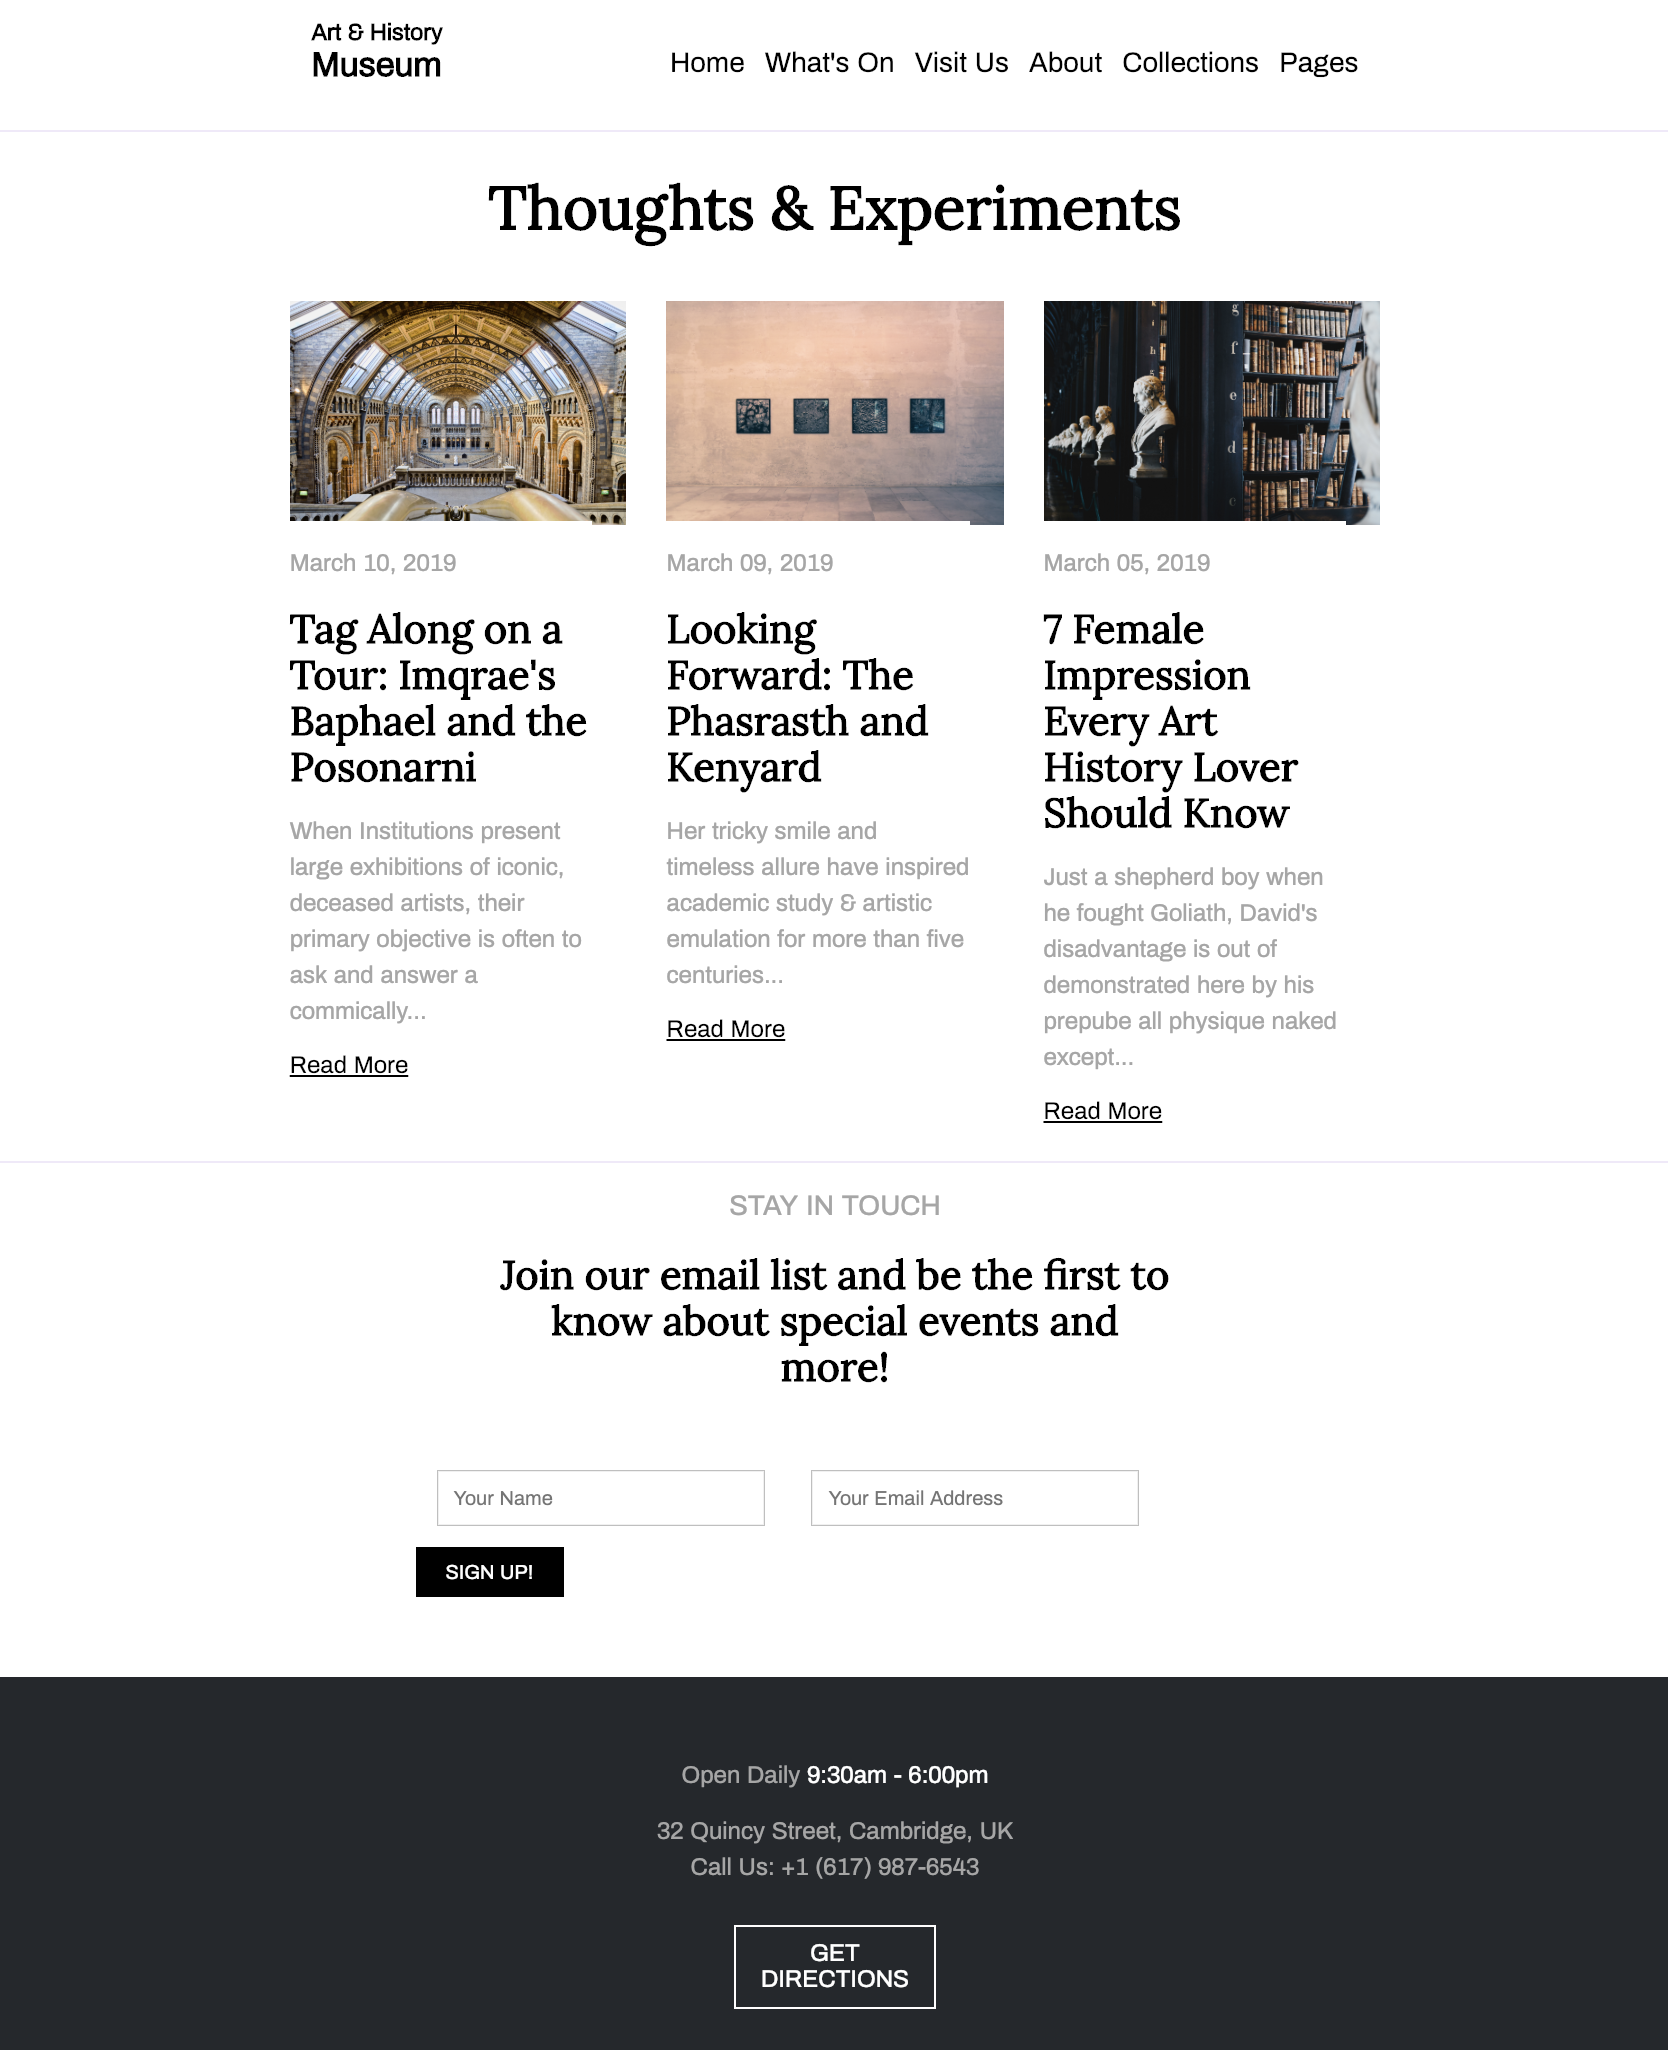 Art & History
Museum
Home What's On Visit Us About Collections Pages
Thoughts & Experiments
March 10, 2019
Tag Along on a
Tour: Imqrae's
Baphael and the
Posonarni
When Institutions present
large exhibitions of iconic,
deceased artists, their
primary objective is often to
ask and answer a
commically...
Read More
March 09, 2019
Looking
Forward: The
Phasrasth and
Kenyard
Her tricky smile and
timeless allure have inspired
academic study & artistic
emulation for more than five
centuries...
Read More
March 05, 2019
7 Female
Impression
Every Art
History Lover
Should Know
Just a shepherd boy when
he fought Goliath, David's
disadvantage is out of
demonstrated here by his
prepube all physique naked
except...
Read More
STAY IN TOUCH
Join our email list and be the first to
know about special events and
more!
Your Name
Your Email Address
SIGN UP!
Open Daily 9:30am - 6:00pm
32 Quincy Street, Cambridge, UK
Call Us: +1 (617) 987-6543
GET
DIRECTIONS